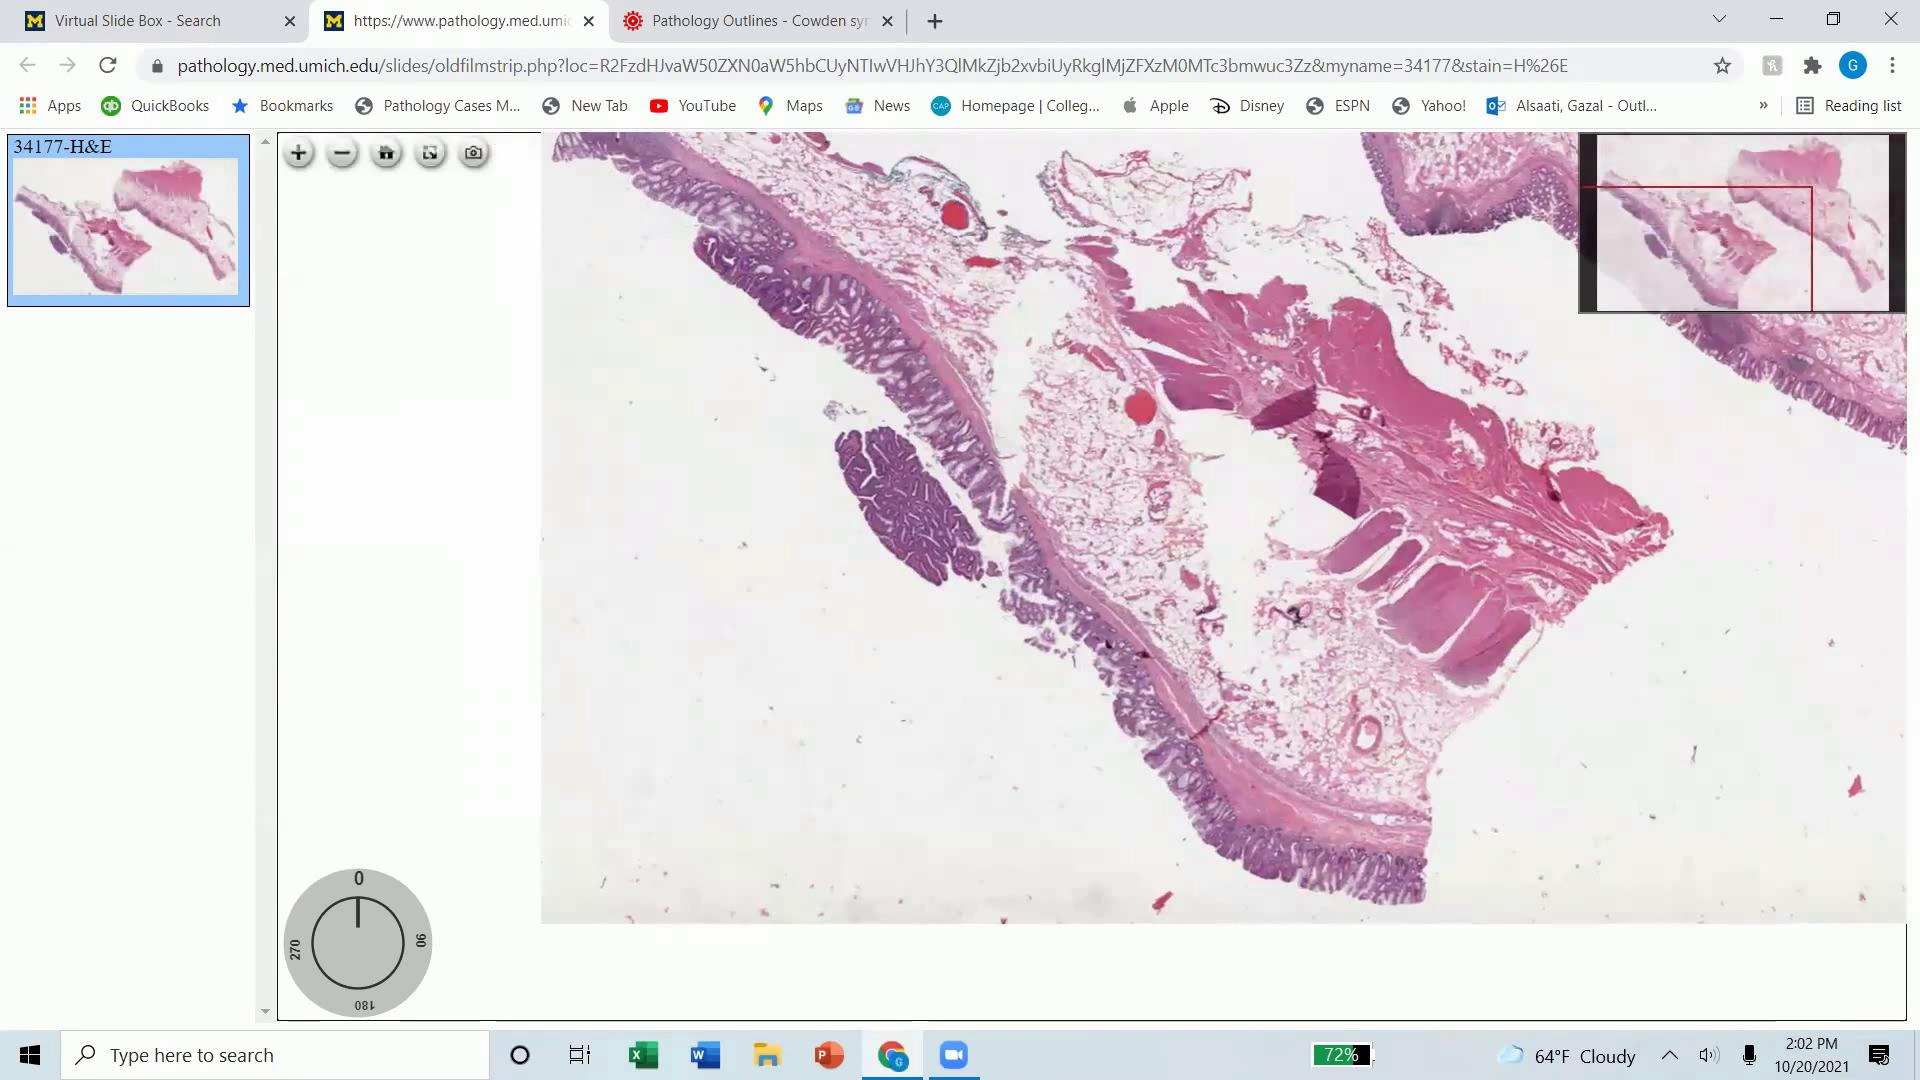 Virtual Slide Box - Search
https://www.pathology.med.umic
Pathology Outlines - Cowden syn
pathology.med.umich.edu/slides/oldfilmstrip.php?loc=R2FzdHJvaW50ZXN0aW5hbCUyNTIwVHJhY3QlMkZjb2xvbiUyRkglMjZFXzM0MTc3bmwuc3Zz&myname=34177&stain=H%26E
G
Apps
QuickBooks
Bookmarks
Pathology Cases M...
New Tab
YouTube
Maps
News
CAP
Homepage | Colleg...
Apple
Disney
ESPN
Yahoo!
Alsaati, Gazal - Outl...
»
Reading list
34177-H&E
0
90
180
270
Type here to search
72%
64°F Cloudy
2:02 PM
10/20/2021